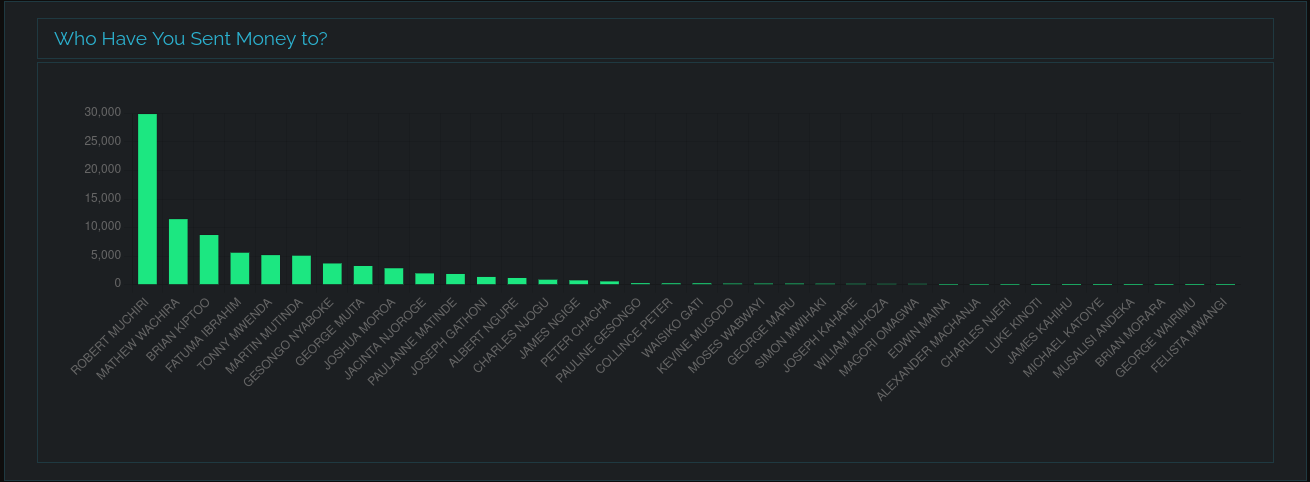 Who Have You Sent Money to?
30,000
25,000
20,000
15,000
10,000
5,000
0
ROBERT MUCHIRI
MATHEW WACHIRA
BRIAN KIPTOO
FATUMA IBRAHIM
TONNY MWENDA
MARTIN MUTINDA
GESONGO NYABOKE
GEORGE MUITA
JOSHUA MOROA
JACINTA NJOROGE
PAULANNE MATINDE
JOSEPH GATHONI
ALBERT NGURE
CHARLES NJOGU
JAMES NGIGE
PETER CHACHA
PAULINE GESONGO
COLLINCE PETER
WAISIKO GATI
KEVINE MUGODO
MOSES WABWAYI
GEORGE MARU
SIMON MWIHAKI
JOSEPH KAHARE
WILIAM MUHOZA
MAGORI OMAGWA
EDWIN MAINA
ALEXANDER MACHANJA
CHARLES NJERI
LUKE KINOTI
JAMES KAHIHU
MICHAEL KATOIYE
MUSALISI ANDEKA
BRIAN MORARA
GEORGE WAIRIMU
FELISTA MWANGI